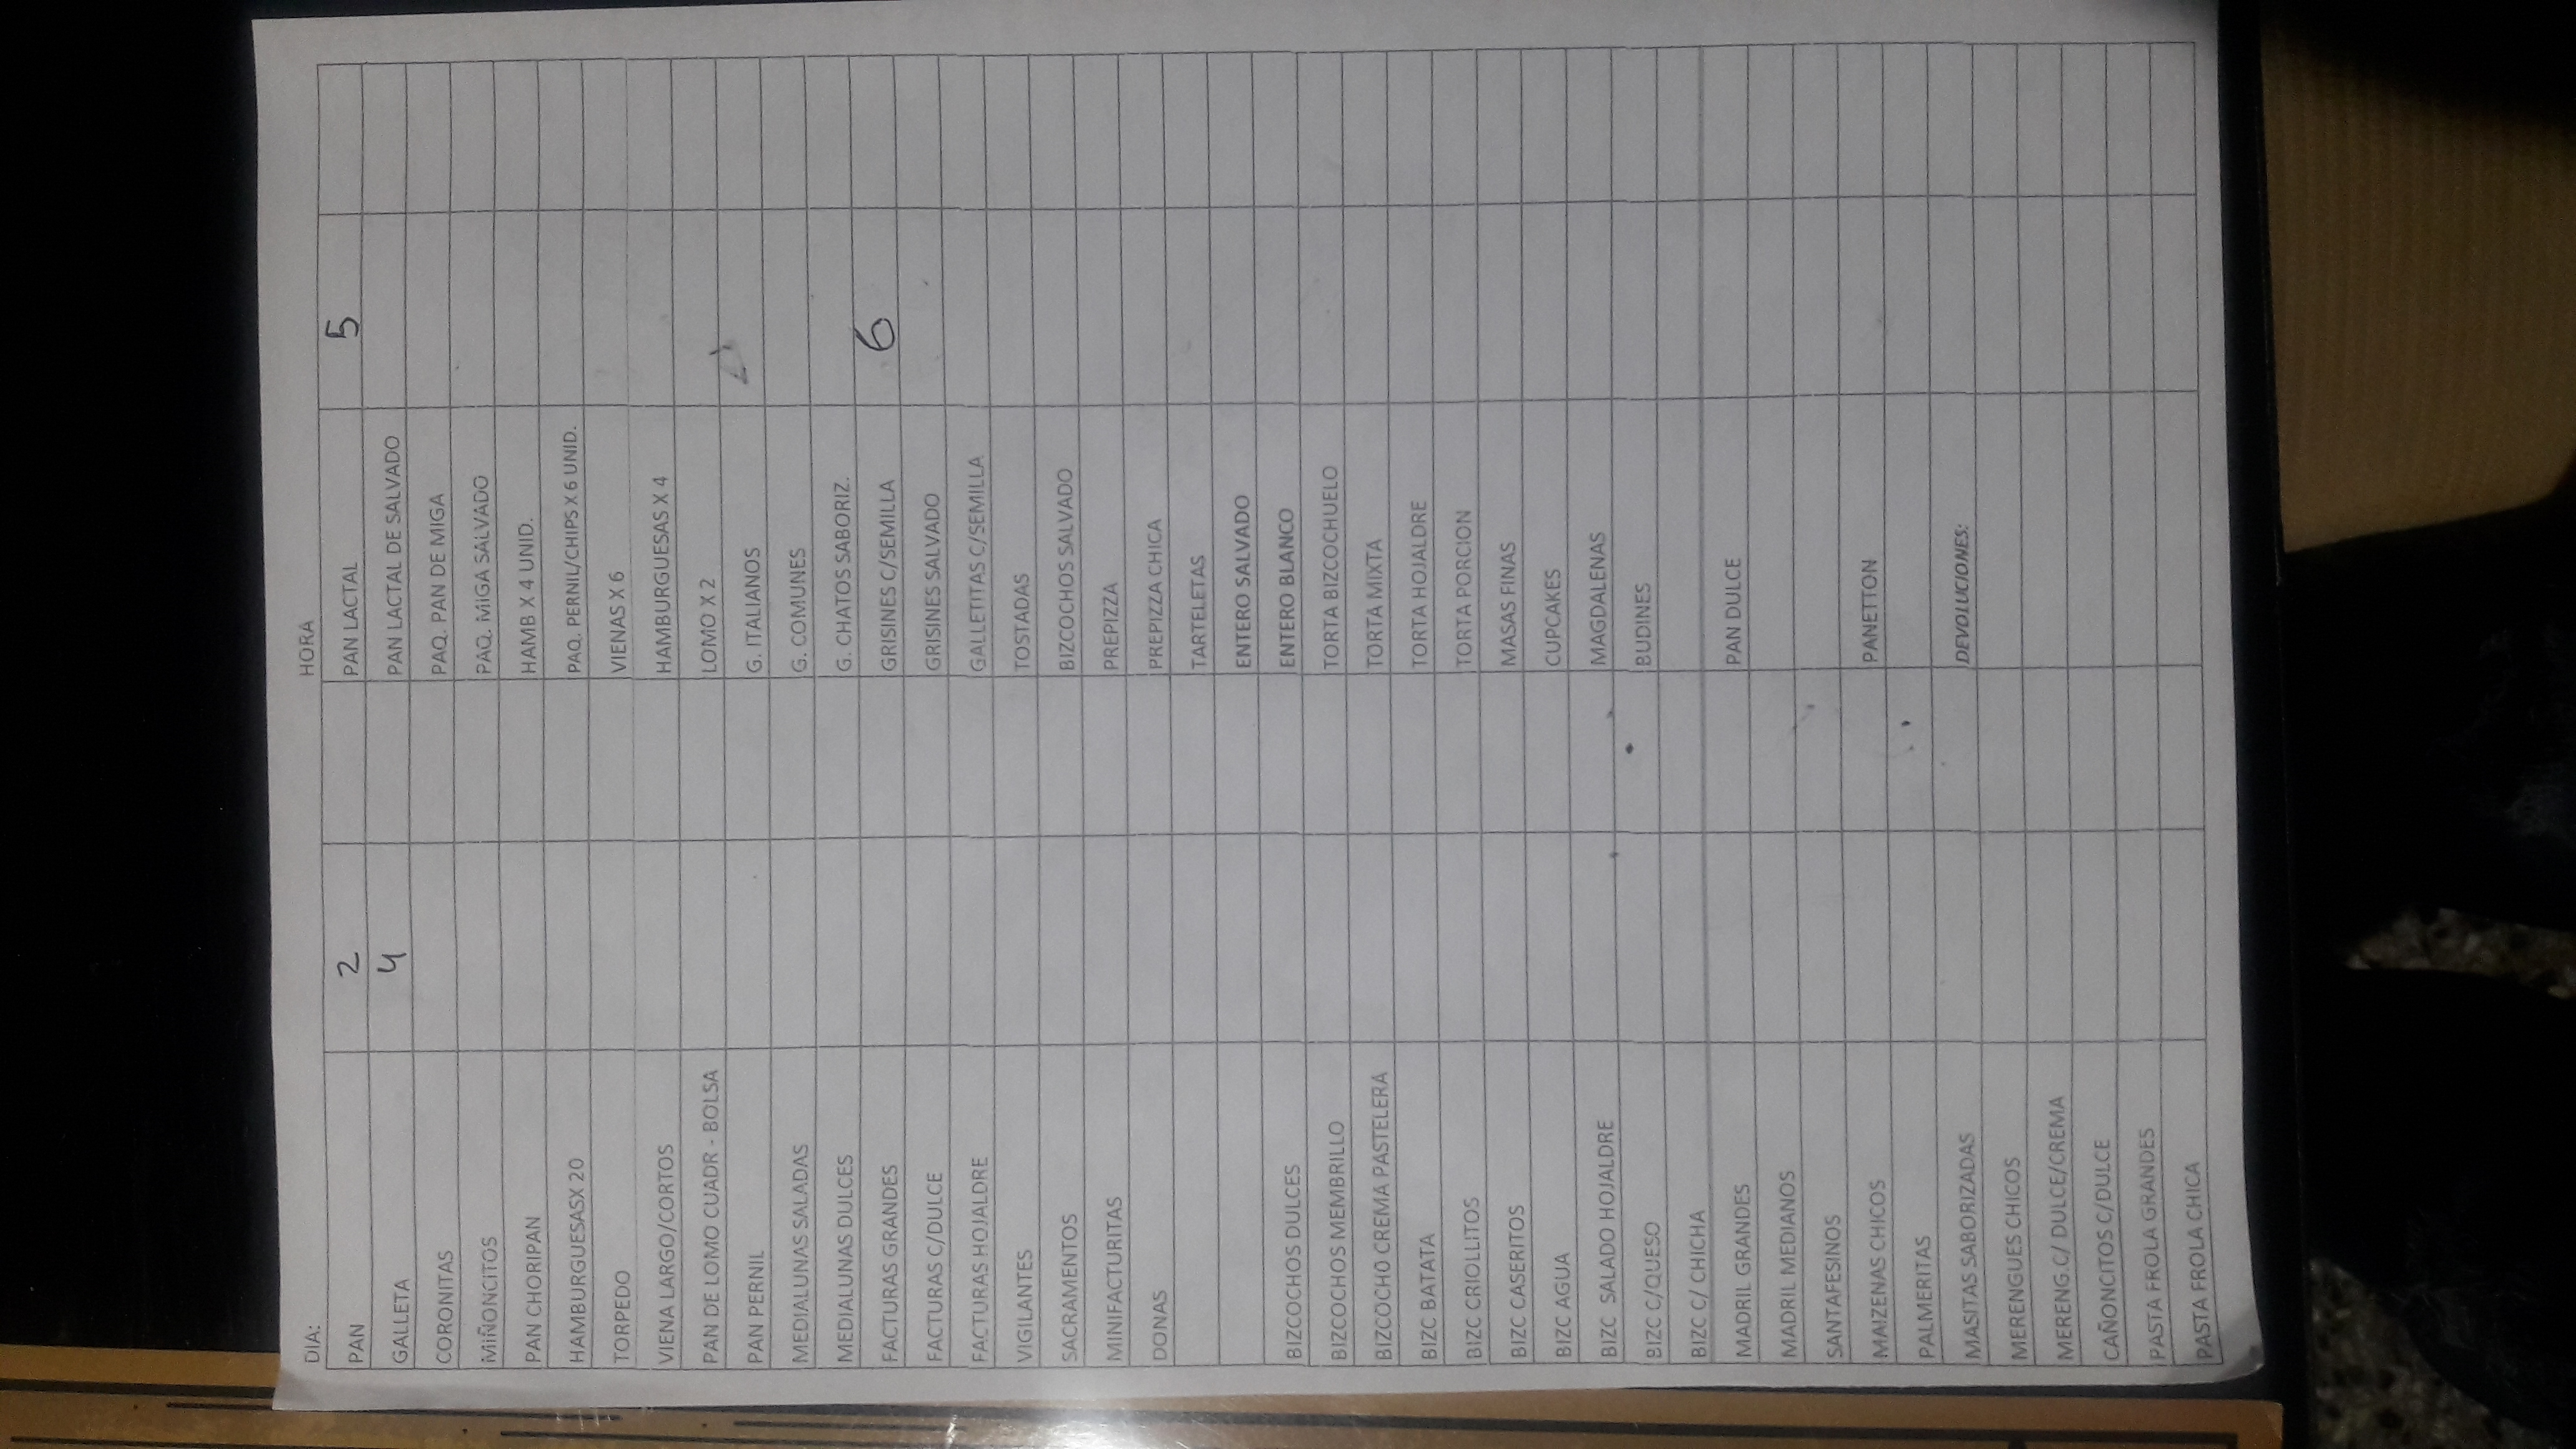 DIA: HORA
PAN 2 PAN LACTAL 5
GALLETA 4 PAN LACTAL DE SALVADO
CORONITAS PAQ. PAN DE MIGA
MIÑONCITOS PAQ. MIGA SALVADO
PAN CHORIPAN HAMB X 4 UNID.
HAMBURGUESASX 20 PAQ. PERNIL/CHIPS X 6 UNID.
TORPEDO VIENAS X 6
VIENA LARGO/CORTOS HAMBURGUESAS X 4
PAN DE LOMO CUADR - BOLSA LOMO X 2
PAN PERNIL G. ITALIANOS
MEDIALUNAS SALADAS G. COMUNES
MEDIALUNAS DULCES G. CHATOS SABORIZ.
FACTURAS GRANDES GRISINES C/SEMILLA 6
FACTURAS C/DULCE GRISINES SALVADO
FACTURAS HOJALDRE GALLETITAS C/SEMILLA
VIGILANTES TOSTADAS
SACRAMENTOS BIZCOCHOS SALVADO
MINIFACTURITAS PREPIZZA
DONAS PREPIZZA CHICA
TARTELETAS
ENTERO SALVADO
BIZCOCHOS DULCES ENTERO BLANCO
BIZCOCHOS MEMBRILLO TORTA BIZCOCHUELO
BIZCOCHO CREMA PASTELERA TORTA MIXTA
BIZC BATATA TORTA HOJALDRE
BIZC CRIOLLITOS TORTA PORCION
BIZC CASERITOS MASAS FINAS
BIZC AGUA CUPCAKES
BIZC SALADO HOJALDRE MAGDALENAS
BIZC C/QUESO BUDINES
BIZC C/ CHICHA
MADRIL GRANDES PAN DULCE
MADRIL MEDIANOS
SANTAFESINOS
MAIZENAS CHICOS PANETTON
PALMERITAS
MASITAS SABORIZADAS DEVOLUCIONES:
MERENGUES CHICOS
MERENG.C/ DULCE/CREMA
CAÑONCITOS C/DULCE
PASTA FROLA GRANDES
PASTA FROLA CHICA